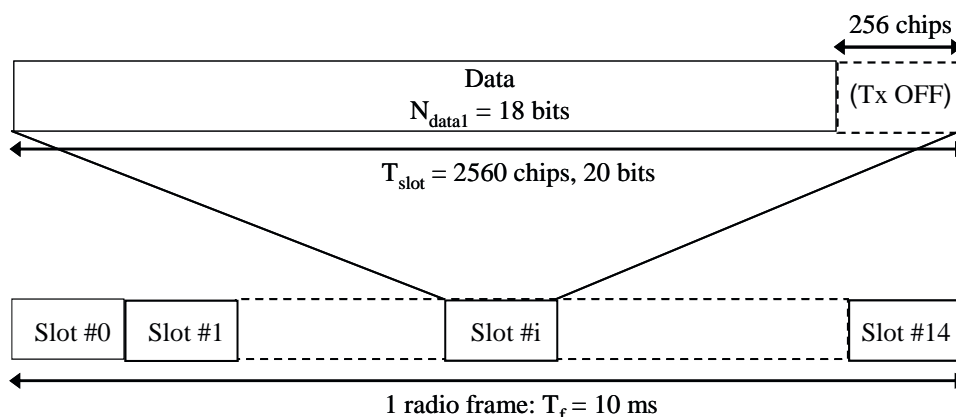 256 chips
Data
(Tx OFF)
N_data1 = 18 bits
T_slot = 2560 chips, 20 bits
Slot #0 Slot #1 Slot #i Slot #14
1 radio frame: T_f = 10 ms